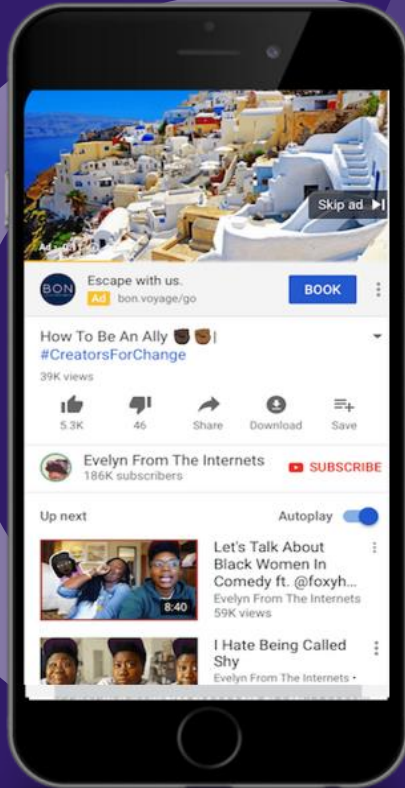 Skip ad
Ad
BON
Escape with us.
Ad bon.voyage/go
BOOK
How To Be An Ally ✊🏿✊🏾|
#CreatorsForChange
39K views
5.3K
46
Share
Download
Save
Evelyn From The Internets
186K subscribers
SUBSCRIBE
Up next
Autoplay
8:40
Let's Talk About
Black Women In
Comedy ft. @foxyh...
Evelyn From The Internets
59K views
I Hate Being Called
Shy
Evelyn From The Internets •